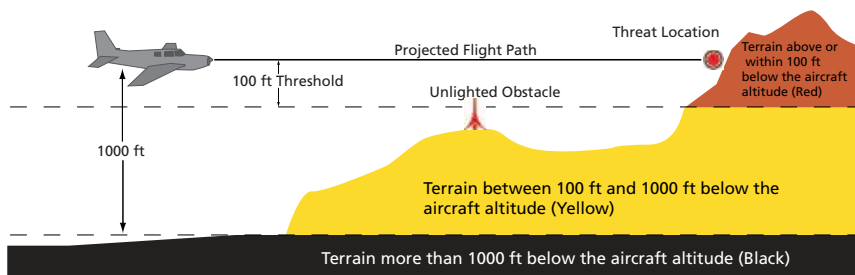 Threat Location
Projected Flight Path
Terrain above or
within 100 ft
below the aircraft
altitude (Red)
100 ft Threshold
Unlighted Obstacle
1000 ft
Terrain between 100 ft and 1000 ft below the
aircraft altitude (Yellow)
Terrain more than 1000 ft below the aircraft altitude (Black)